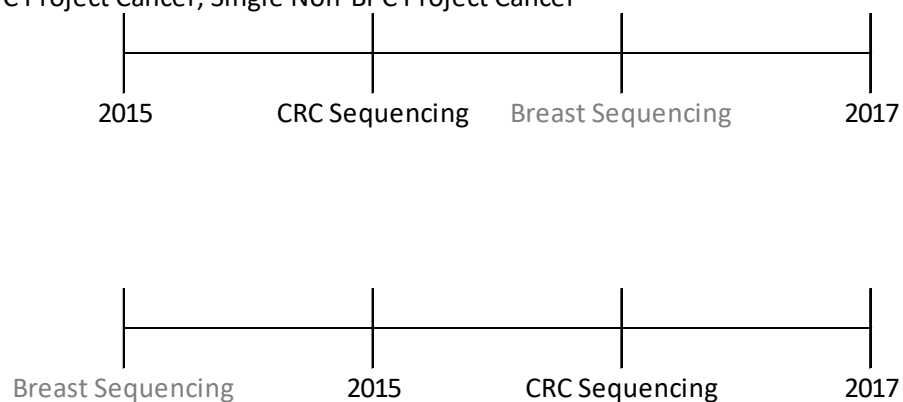 Project Cancer, Single Non-BPC Project Cancer
2015 CRC Sequencing Breast Sequencing 2017
Breast Sequencing 2015 CRC Sequencing 2017